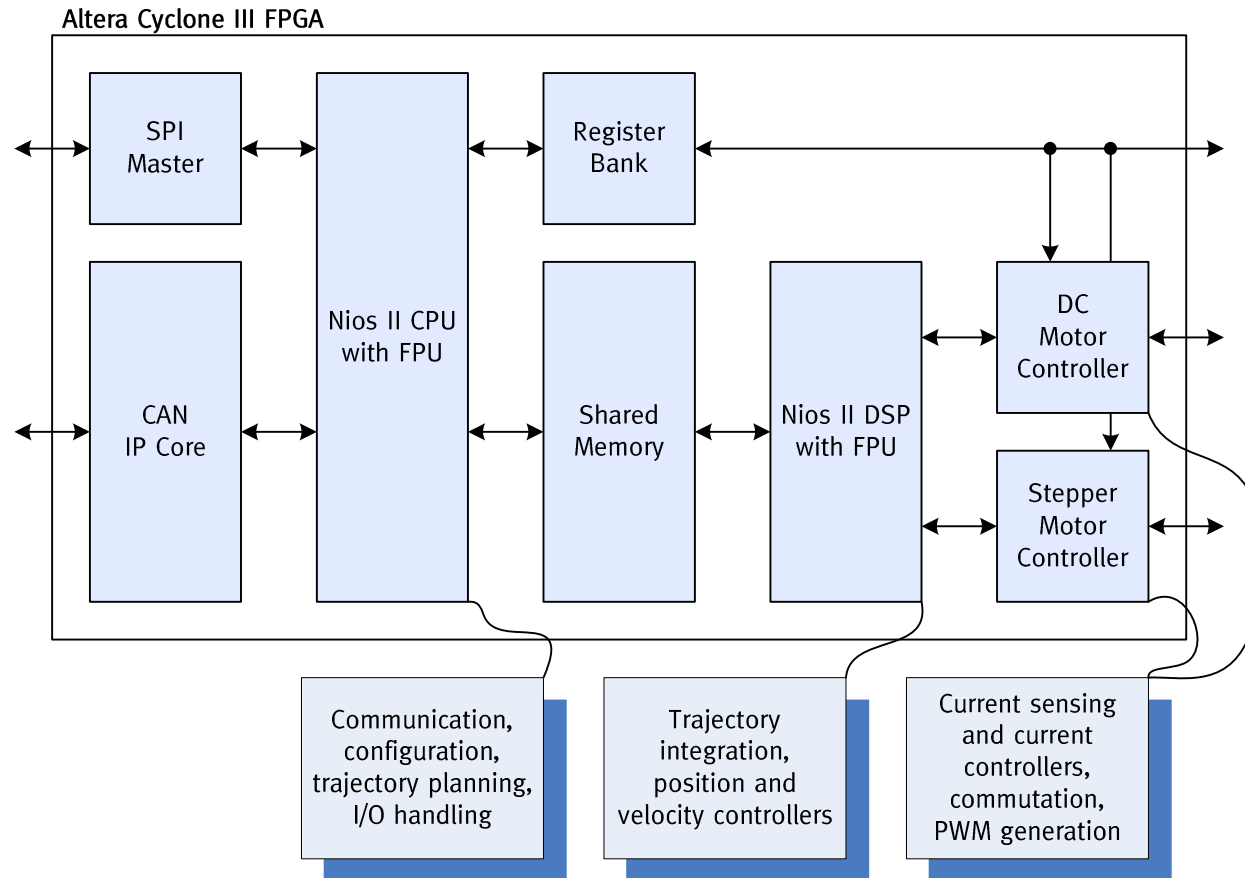 Altera Cyclone III FPGA
SPI
Master
Register
Bank
Nios II CPU
with FPU
CAN
IP Core
Shared
Memory
Nios II DSP
with FPU
DC
Motor
Controller
Stepper
Motor
Controller
Communication,
configuration,
trajectory planning,
I/O handling
Trajectory
integration,
position and
velocity controllers
Current sensing
and current
controllers,
commutation,
PWM generation